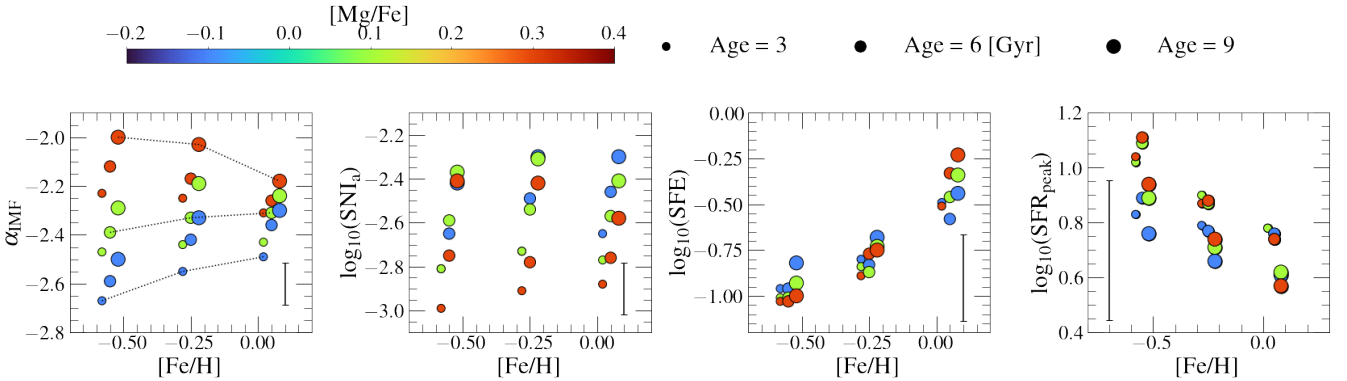 [Mg/Fe]
−0.2 −0.1 0.0 0.1 0.2 0.3 0.4
Age = 3 Age = 6 [Gyr] Age = 9
α_IMF
−2.0
−2.2
−2.4
−2.6
−2.8
−0.50 −0.25 0.00
[Fe/H]
log₁₀(SNIₐ)
−2.2
−2.4
−2.6
−2.8
−3.0
−0.50 −0.25 0.00
[Fe/H]
log₁₀(SFE)
0.00
−0.25
−0.50
−0.75
−1.00
−0.50 −0.25 0.00
[Fe/H]
log₁₀(SFR_peak)
1.2
1.0
0.8
0.6
0.4
−0.5 0.0
[Fe/H]